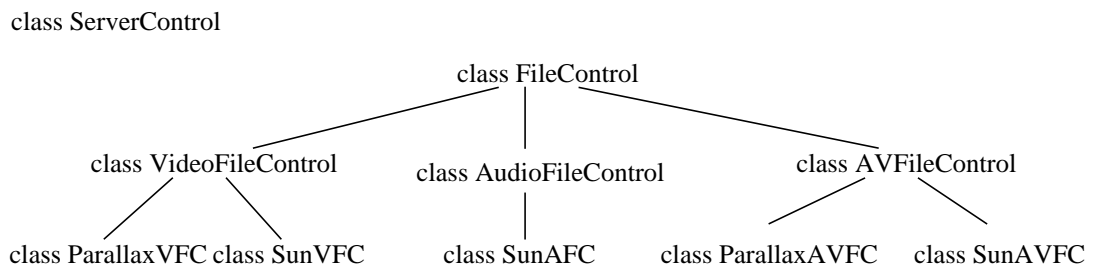 class ServerControl
class FileControl
class VideoFileControl
class AudioFileControl
class AVFileControl
class ParallaxVFC
class SunVFC
class SunAFC
class ParallaxAVFC
class SunAVFC